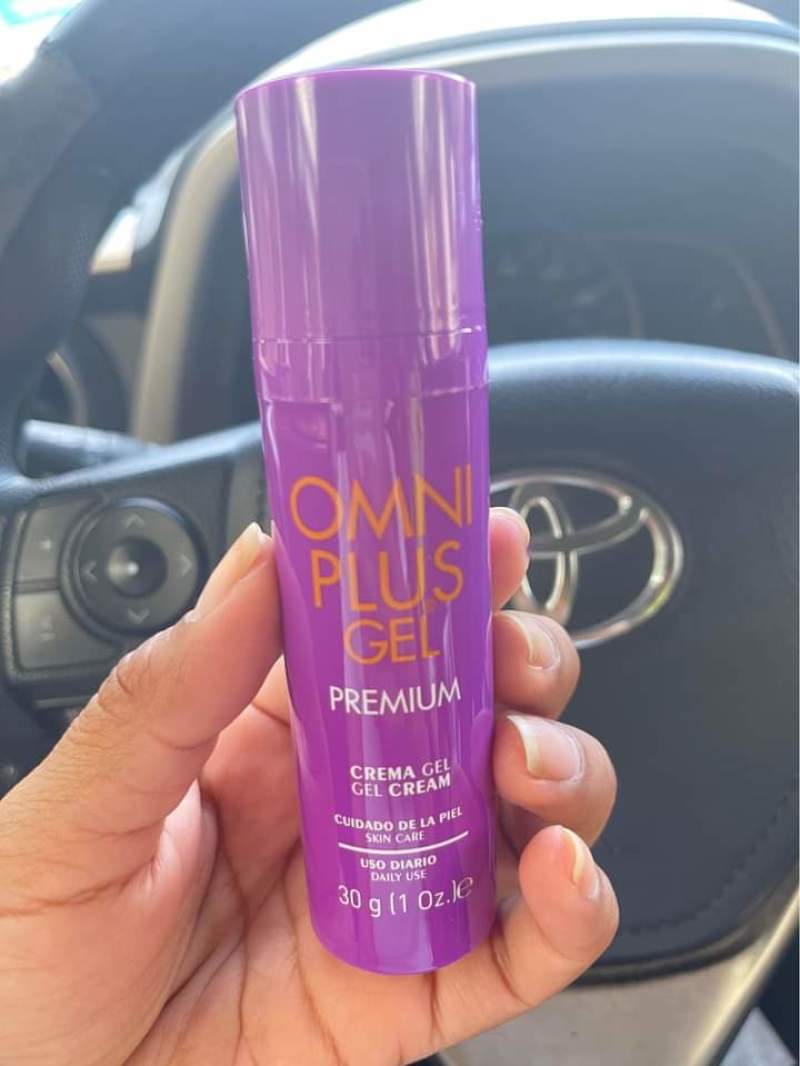 OMNI
PLUS
GEL
PREMIUM
CREMA GEL
GEL CREAM
CUIDADO DE LA PIEL
SKIN CARE
USO DIARIO
DAILY USE
30 g (1 Oz.)℮